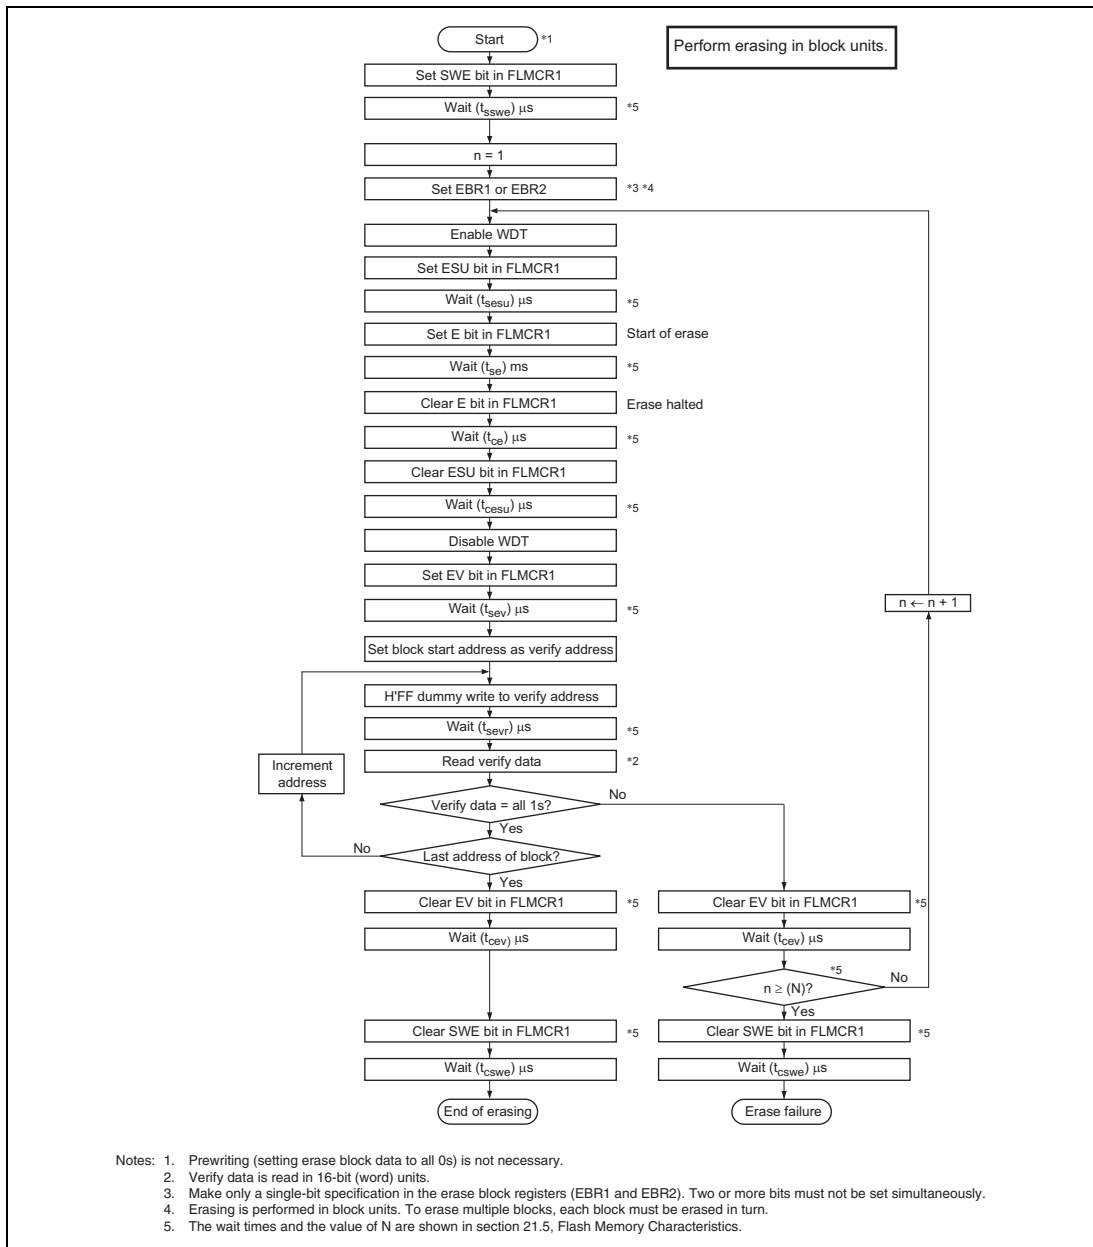 Start *1
Perform erasing in block units.
Set SWE bit in FLMCR1
Wait (tsswe) μs *5
n = 1
Set EBR1 or EBR2 *3 *4
Enable WDT
Set ESU bit in FLMCR1
Wait (tsesu) μs *5
Set E bit in FLMCR1 Start of erase
Wait (tse) ms *5
Clear E bit in FLMCR1 Erase halted
Wait (tce) μs *5
Clear ESU bit in FLMCR1
Wait (tcesu) μs *5
Disable WDT
Set EV bit in FLMCR1
n ← n + 1
Wait (tsev) μs *5
Set block start address as verify address
H'FF dummy write to verify address
Wait (tsevr) μs *5
Read verify data *2
Increment
address
Verify data = all 1s?
No
Yes
No
Last address of block?
Yes
Clear EV bit in FLMCR1 *5
Clear EV bit in FLMCR1 *5
Wait (tcev) μs
Wait (tcev) μs
*5
n ≥ (N)?
No
Yes
Clear SWE bit in FLMCR1 *5
Clear SWE bit in FLMCR1 *5
Wait (tcswe) μs
Wait (tcswe) μs
End of erasing
Erase failure
Notes: 1. Prewriting (setting erase block data to all 0s) is not necessary.
2. Verify data is read in 16-bit (word) units.
3. Make only a single-bit specification in the erase block registers (EBR1 and EBR2). Two or more bits must not be set simultaneously.
4. Erasing is performed in block units. To erase multiple blocks, each block must be erased in turn.
5. The wait times and the value of N are shown in section 21.5, Flash Memory Characteristics.